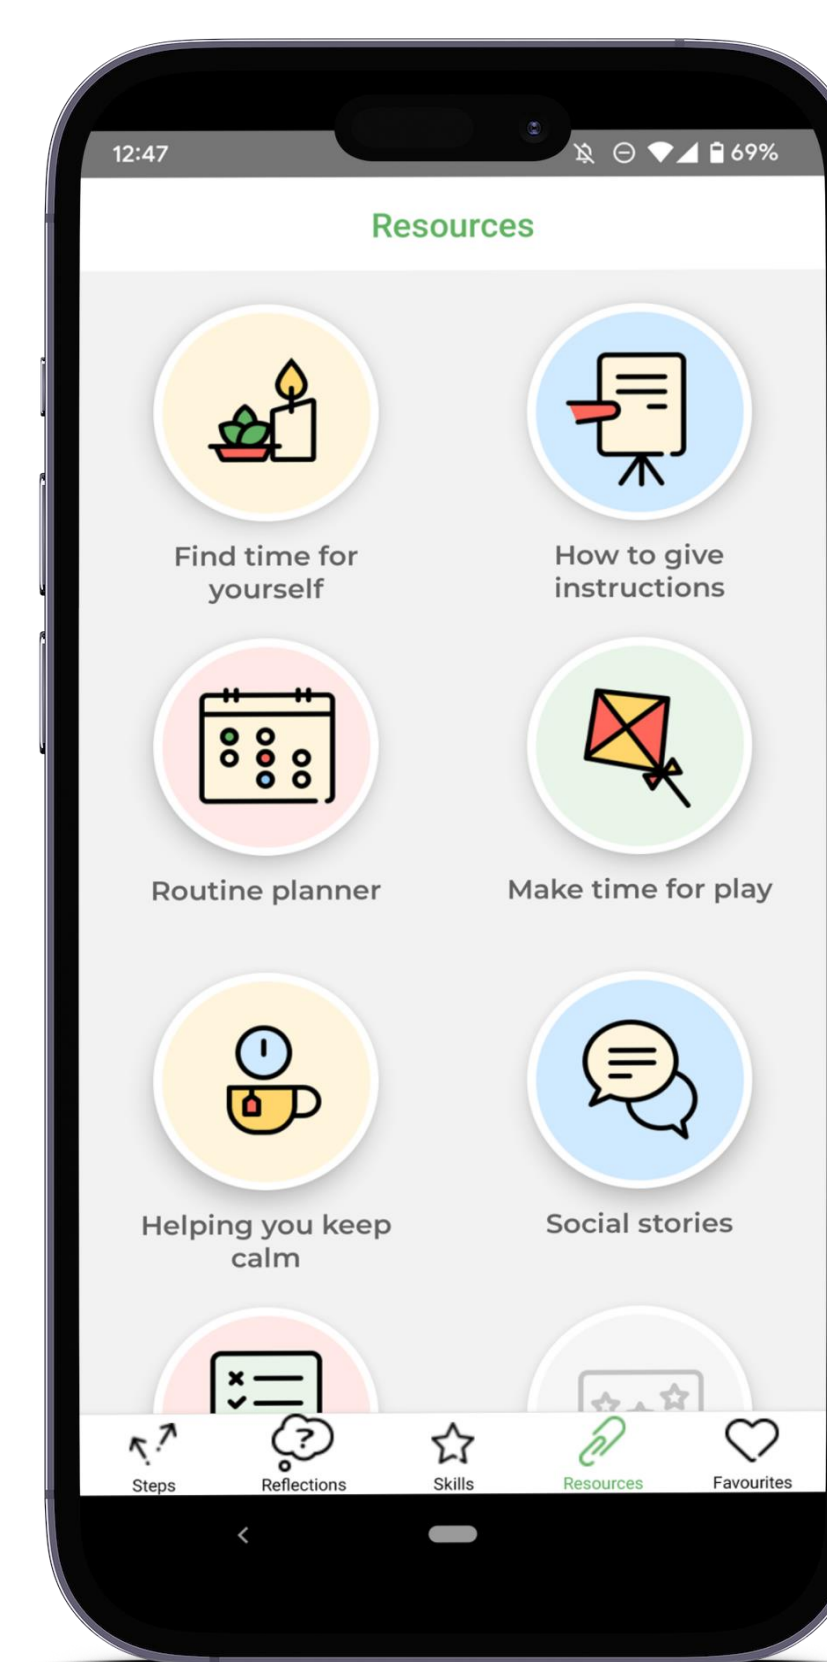 12:47
69%
Resources
Find time for
yourself
How to give
instructions
Routine planner
Make time for play
Helping you keep
calm
Social stories
?
Steps
Reflections
Skills
Resources
Favourites